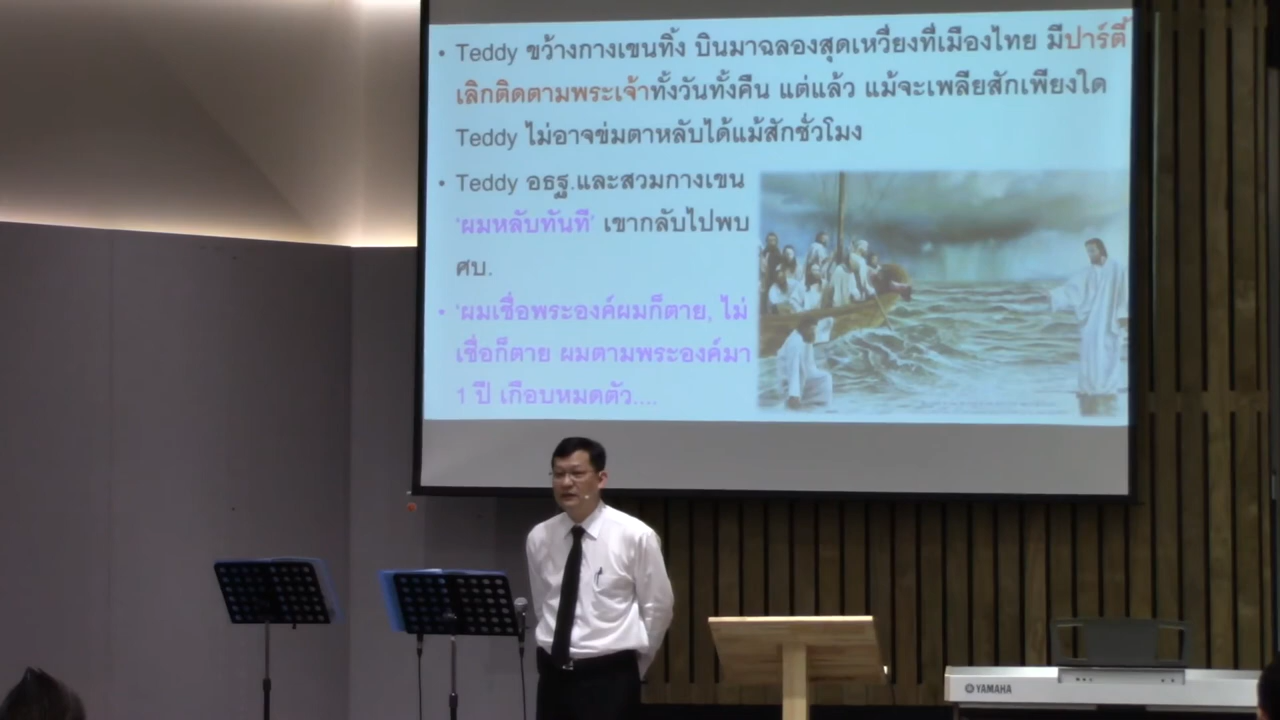 • Teddy ขว้างกางเขนทิ้ง บินมาฉลองสุดเหวี่ยงที่เมืองไทย มีปาร์ตี้
เลิกติดตามพระเจ้าทั้งวันทั้งคืน แต่แล้ว แม้จะเพลียสักเพียงใด
Teddy ไม่อาจข่มตาหลับได้แม้สักชั่วโมง
• Teddy อธฐ.และสวมกางเขน
'ผมหลับทันที' เขากลับไปพบ
ศบ.
• 'ผมเชื่อพระองค์ผมก็ตาย, ไม่
เชื่อก็ตาย ผมตามพระองค์มา
1 ปี เกือบหมดตัว....
YAMAHA